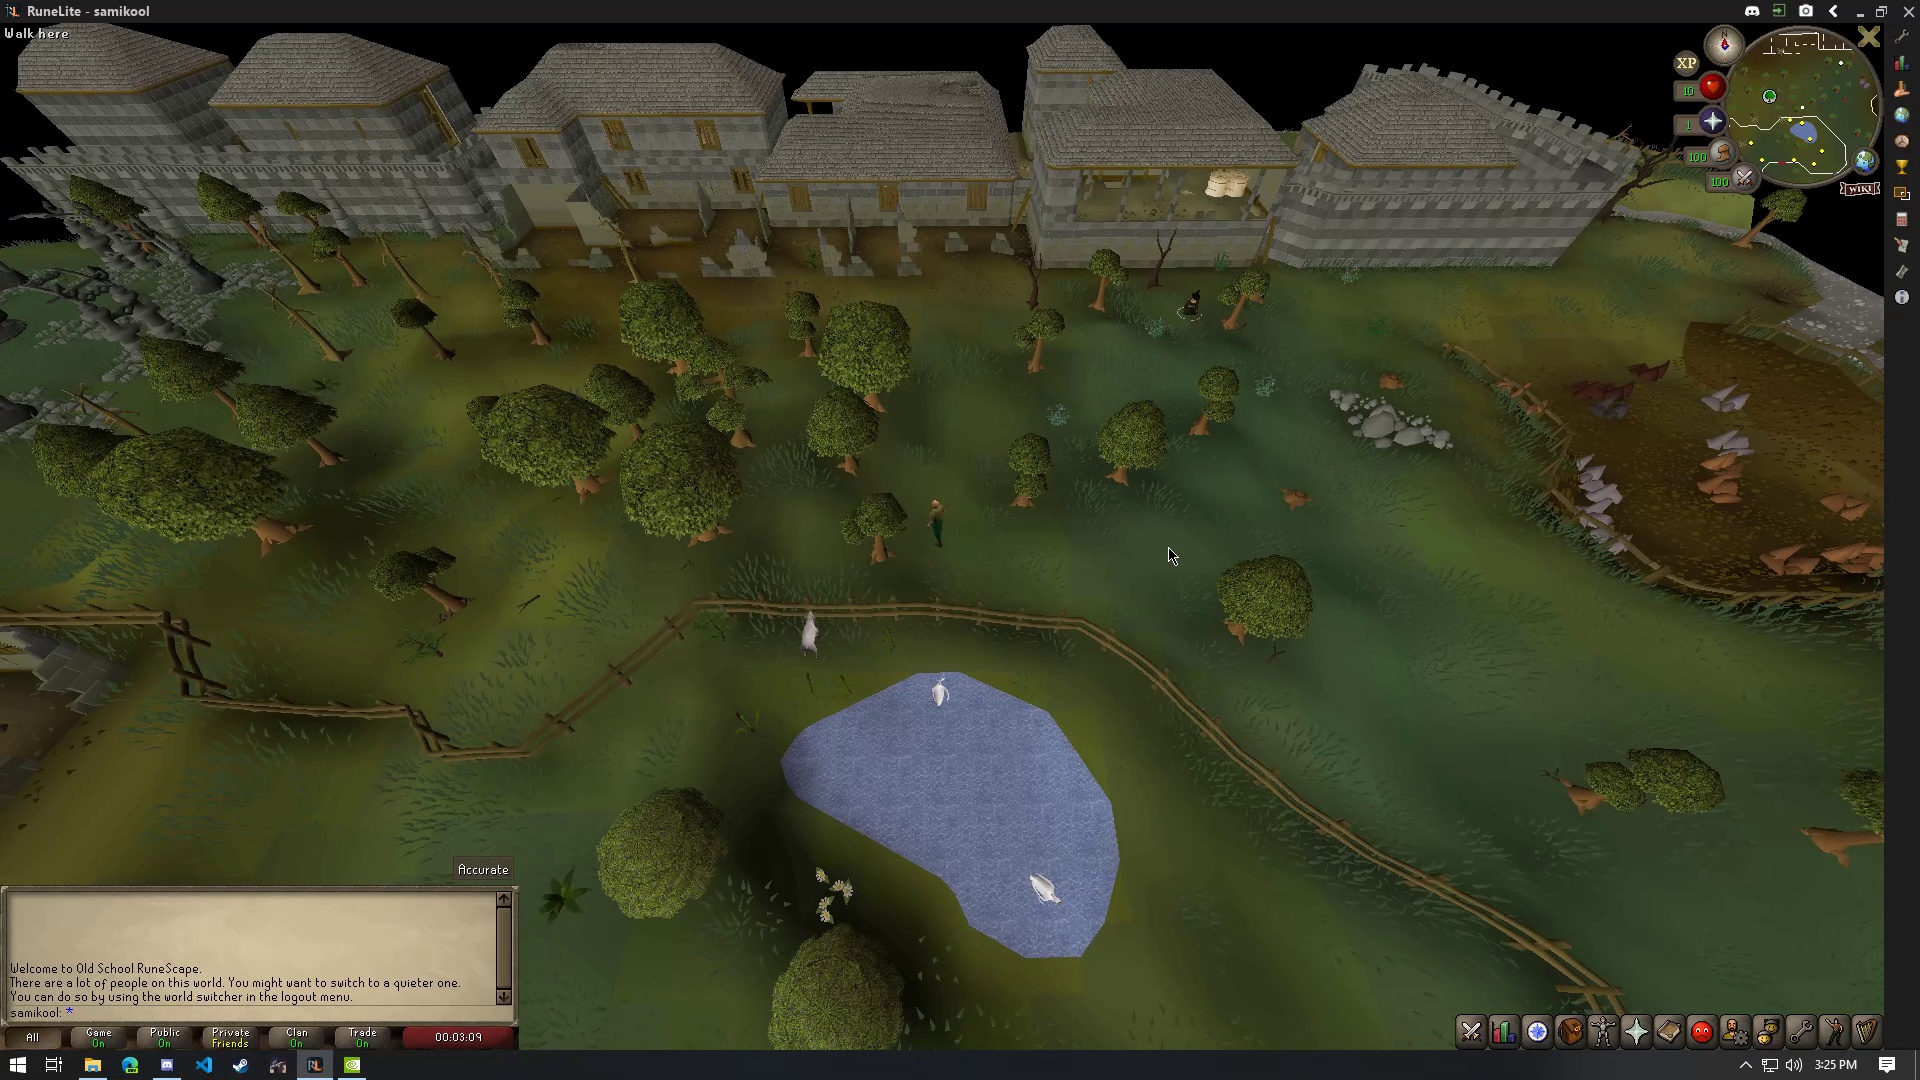 RuneLite - samikool
Walk here
XP
10
1
100
100
WIKI
Accurate
Welcome to Old School RuneScape.
There are a lot of people on this world. You might want to switch to a quieter one.
You can do so by using the world switcher in the logout menu.
samikool: *
All
Game
On
Public
On
Private
Friends
Clan
On
Trade
On
00:03:09
3:25 PM